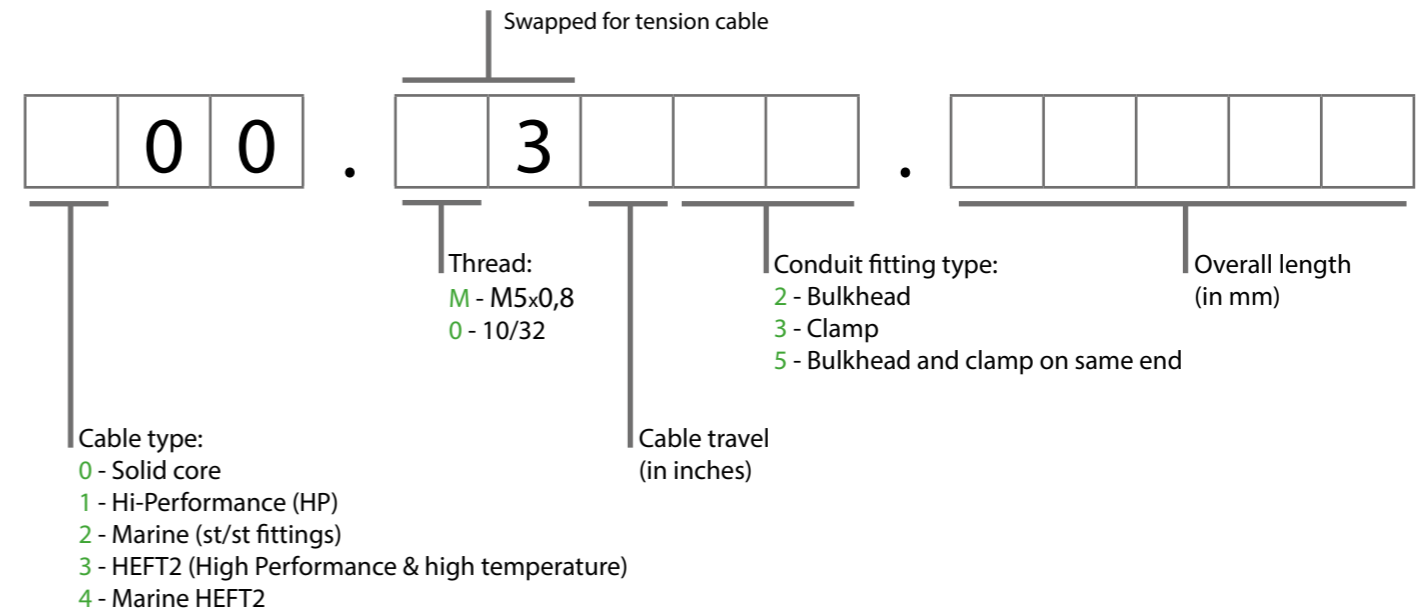 Swapped for tension cable
0 0 . 3 .
Thread:
M - M5x0,8
0 - 10/32
Conduit fitting type:
2 - Bulkhead
3 - Clamp
5 - Bulkhead and clamp on same end
Overall length
(in mm)
Cable type:
0 - Solid core
1 - Hi-Performance (HP)
2 - Marine (st/st fittings)
3 - HEFT2 (High Performance & high temperature)
4 - Marine HEFT2
Cable travel
(in inches)